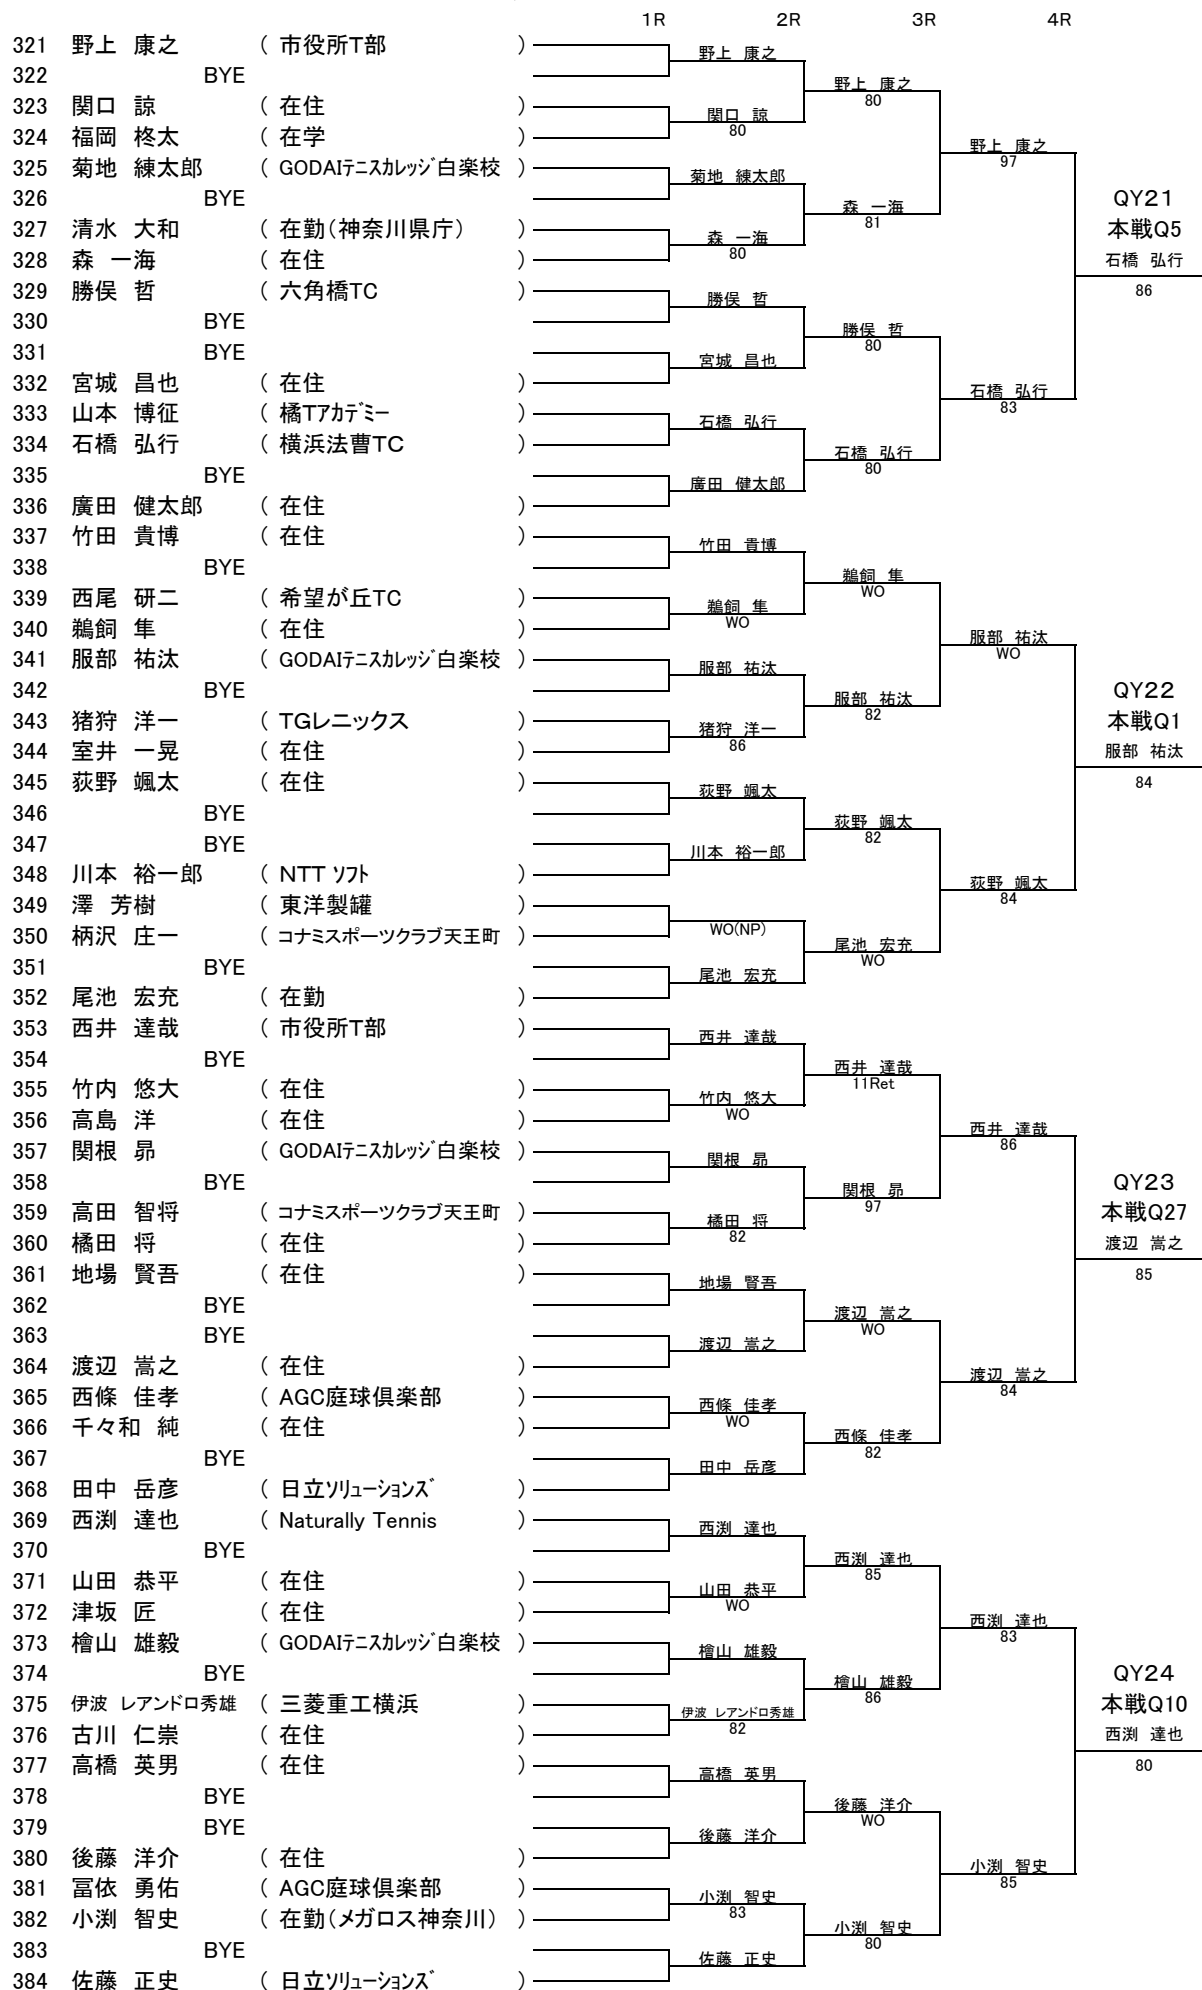 1R 2R 3R 4R
321 野上 康之 ( 市役所T部 )
野上 康之
322 BYE
野上 康之
80
323 関口 諒 ( 在住 )
関口 諒
80
324 福岡 柊太 ( 在学 )
野上 康之
97
325 菊地 練太郎 ( GODAIテニスカレッジ白楽校 )
菊地 練太郎
326 BYE
森 一海
81
QY21
327 清水 大和 ( 在勤(神奈川県庁) )
本戦Q5
森 一海
80
328 森 一海 ( 在住 )
石橋 弘行
86
329 勝俣 哲 ( 六角橋TC )
勝俣 哲
330 BYE
勝俣 哲
80
331 BYE
宮城 昌也
332 宮城 昌也 ( 在住 )
石橋 弘行
83
333 山本 博征 ( 橘Tアカデミー )
石橋 弘行
334 石橋 弘行 ( 横浜法曹TC )
石橋 弘行
80
335 BYE
廣田 健太郎
336 廣田 健太郎 ( 在住 )
337 竹田 貴博 ( 在住 )
竹田 貴博
338 BYE
鵜飼 隼
WO
339 西尾 研二 ( 希望が丘TC )
鵜飼 隼
WO
340 鵜飼 隼 ( 在住 )
服部 祐汰
WO
341 服部 祐汰 ( GODAIテニスカレッジ白楽校 )
服部 祐汰
342 BYE
服部 祐汰
82
QY22
343 猪狩 洋一 ( TGレニックス )
本戦Q1
猪狩 洋一
86
344 室井 一晃 ( 在住 )
服部 祐汰
84
345 荻野 颯太 ( 在住 )
荻野 颯太
346 BYE
荻野 颯太
82
347 BYE
川本 裕一郎
348 川本 裕一郎 ( NTT ソフト )
荻野 颯太
84
349 澤 芳樹 ( 東洋製罐 )
WO(NP)
350 柄沢 庄一 ( コナミスポーツクラブ天王町 )
尾池 宏充
WO
351 BYE
尾池 宏充
352 尾池 宏充 ( 在勤 )
353 西井 達哉 ( 市役所T部 )
西井 達哉
354 BYE
西井 達哉
11Ret
355 竹内 悠大 ( 在住 )
竹内 悠大
WO
356 高島 洋 ( 在住 )
西井 達哉
86
357 関根 昴 ( GODAIテニスカレッジ白楽校 )
関根 昴
358 BYE
関根 昴
97
QY23
359 高田 智将 ( コナミスポーツクラブ天王町 )
本戦Q27
橘田 将
82
360 橘田 将 ( 在住 )
渡辺 嵩之
85
361 地場 賢吾 ( 在住 )
地場 賢吾
362 BYE
渡辺 嵩之
WO
363 BYE
渡辺 嵩之
364 渡辺 嵩之 ( 在住 )
渡辺 嵩之
84
365 西條 佳孝 ( AGC庭球倶楽部 )
西條 佳孝
WO
366 千々和 純 ( 在住 )
西條 佳孝
82
367 BYE
田中 岳彦
368 田中 岳彦 ( 日立ソリューションズ )
369 西渕 達也 ( Naturally Tennis )
西渕 達也
370 BYE
西渕 達也
85
371 山田 恭平 ( 在住 )
山田 恭平
WO
372 津坂 匠 ( 在住 )
西渕 達也
83
373 檜山 雄毅 ( GODAIテニスカレッジ白楽校 )
檜山 雄毅
374 BYE
檜山 雄毅
86
QY24
375 伊波 レアンドロ秀雄 ( 三菱重工横浜 )
本戦Q10
伊波 レアンドロ秀雄
82
376 古川 仁崇 ( 在住 )
西渕 達也
80
377 高橋 英男 ( 在住 )
高橋 英男
378 BYE
後藤 洋介
WO
379 BYE
後藤 洋介
380 後藤 洋介 ( 在住 )
小渕 智史
85
381 冨依 勇佑 ( AGC庭球倶楽部 )
小渕 智史
83
382 小渕 智史 ( 在勤(メガロス神奈川) )
小渕 智史
80
383 BYE
佐藤 正史
384 佐藤 正史 ( 日立ソリューションズ )